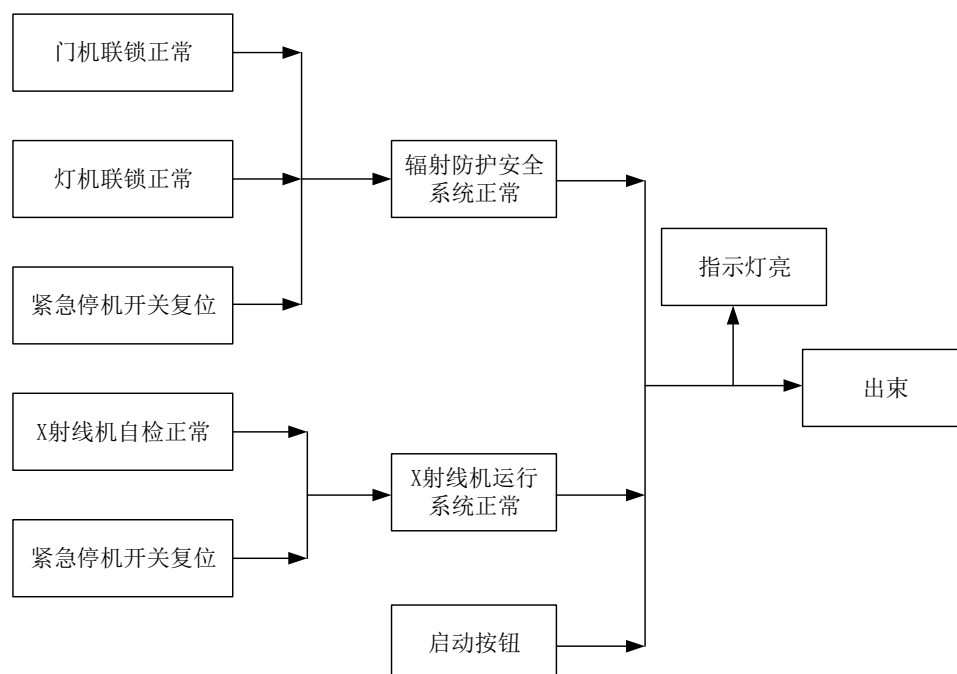 门机联锁正常
灯机联锁正常
紧急停机开关复位
X射线机自检正常
紧急停机开关复位
辐射防护安全
系统正常
X射线机运行
系统正常
启动按钮
指示灯亮
出束